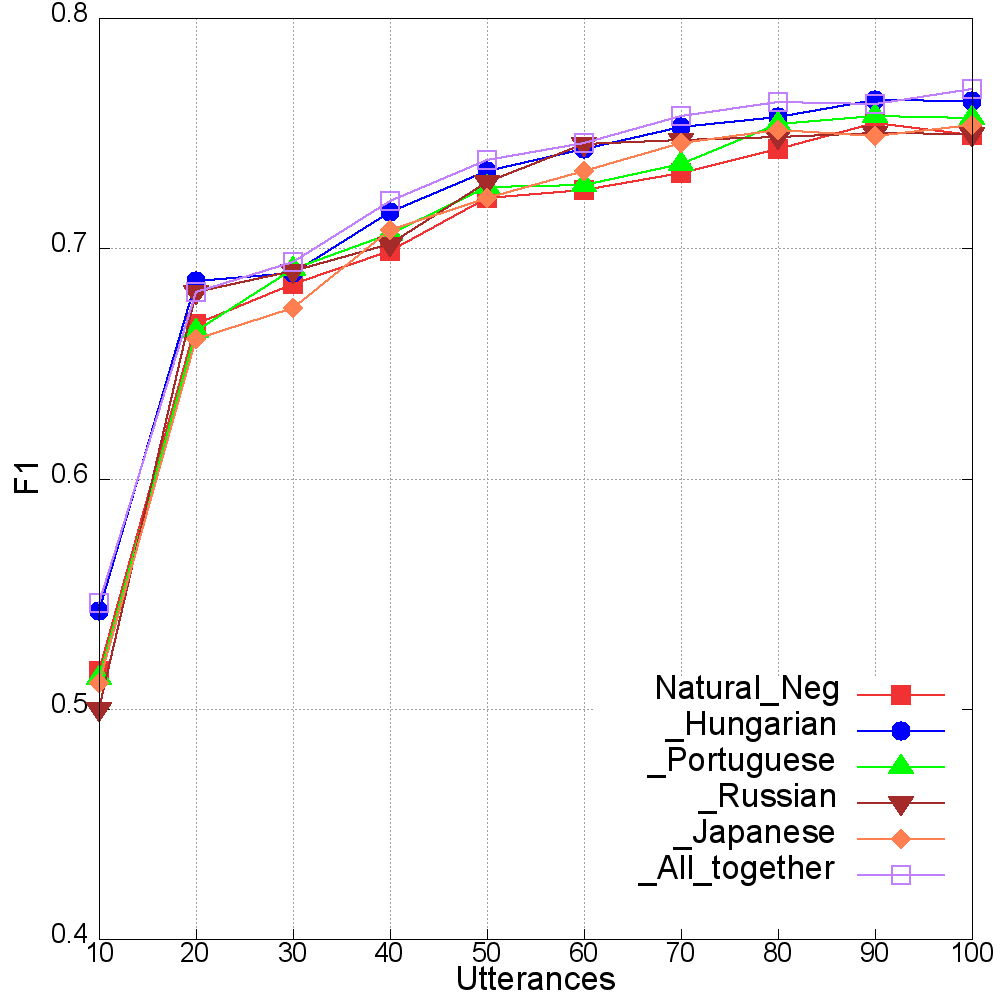 0.8
0.7
0.6
0.5
0.4
F1
10 20 30 40 50 60 70 80 90 100
Utterances
Natural_Neg
_Hungarian
_Portuguese
_Russian
_Japanese
_All_together